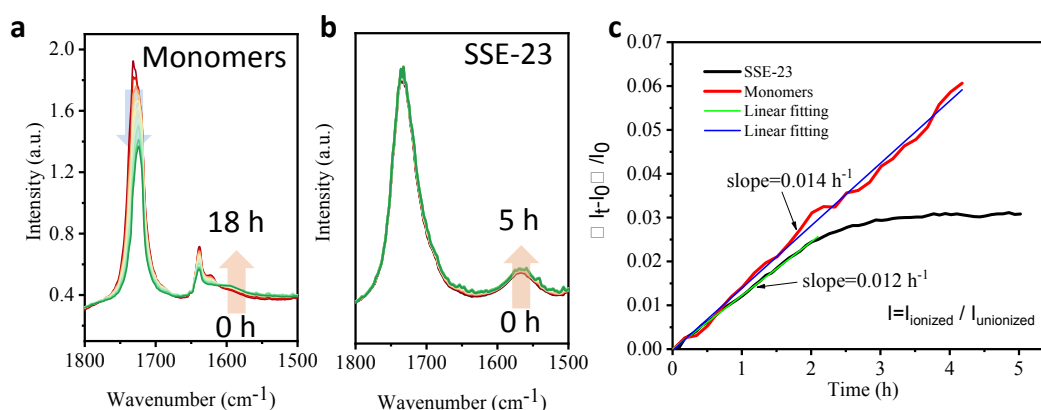 a
Monomers
2.0
1.6
1.2
0.8
0.4
Intensity (a.u.)
18 h
0 h
1800 1700 1600 1500
Wavenumber (cm-1)
b
SSE-23
Intensity (a.u.)
5 h
0 h
1800 1700 1600 1500
Wavenumber (cm-1)
c
0.06
0.05
0.04
0.03
0.02
0.01
0.00
□ It-I0□ /I0
SSE-23
Monomers
Linear fitting
Linear fitting
slope=0.014 h-1
slope=0.012 h-1
I=Iionized / Iunionized
0 1 2 3 4 5
Time (h)